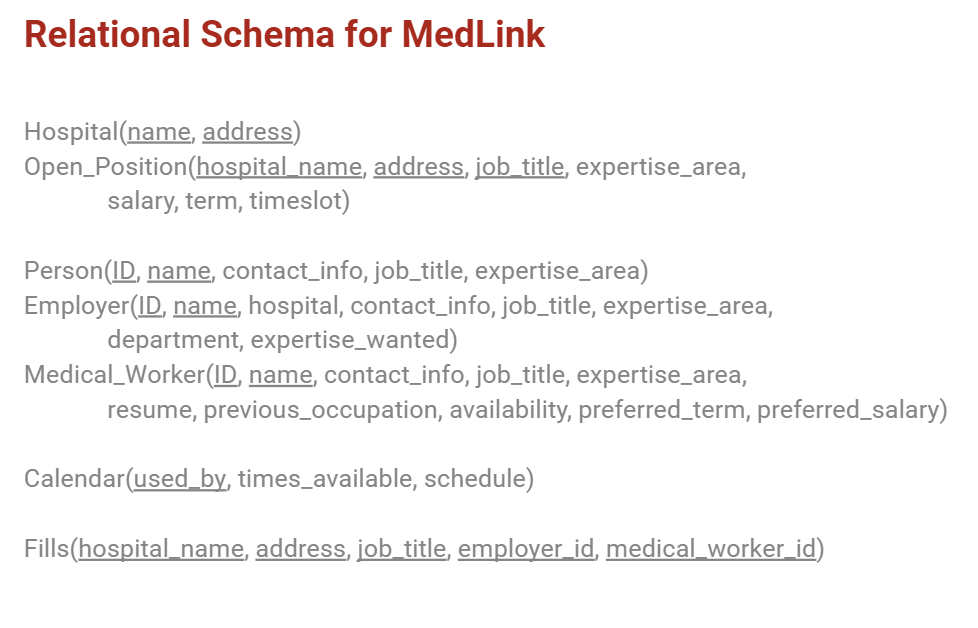 Relational Schema for MedLink
Hospital(name, address)
Open_Position(hospital_name, address, job_title, expertise_area,
salary, term, timeslot)
Person(ID, name, contact_info, job_title, expertise_area)
Employer(ID, name, hospital, contact_info, job_title, expertise_area,
department, expertise_wanted)
Medical_Worker(ID, name, contact_info, job_title, expertise_area,
resume, previous_occupation, availability, preferred_term, preferred_salary)
Calendar(used_by, times_available, schedule)
Fills(hospital_name, address, job_title, employer_id, medical_worker_id)